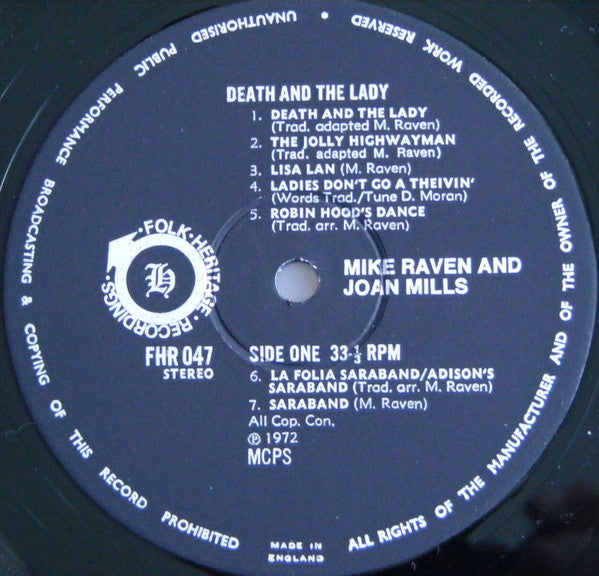 ALL RIGHTS OF THE MANUFACTURER AND OF THE OWNER OF THE RECORDED WORK RESERVED
UNAUTHORISED PUBLIC PERFORMANCE BROADCASTING & COPYING OF THIS RECORD PROHIBITED
DEATH AND THE LADY
1. DEATH AND THE LADY
(Trad. adapted M. Raven)
2. THE JOLLY HIGHWAYMAN
(Trad. adapted M. Raven)
3. LISA LAN (M. Raven)
4. LADIES DON'T GO A THEIVIN'
(Words Trad./Tune D. Moran)
5. ROBIN HOOD'S DANCE
(Trad. arr. M. Raven)
·FOLK·HERITAGE·RECORDINGS·
H
MIKE RAVEN AND
JOAN MILLS
FHR 047
STEREO
SIDE ONE 33-1/3 RPM
6. LA FOLIA SARABAND/ADISON'S
SARABAND (Trad. arr. M. Raven)
7. SARABAND (M. Raven)
All Cop. Con.
℗ 1972
MCPS
MADE IN
ENGLAND